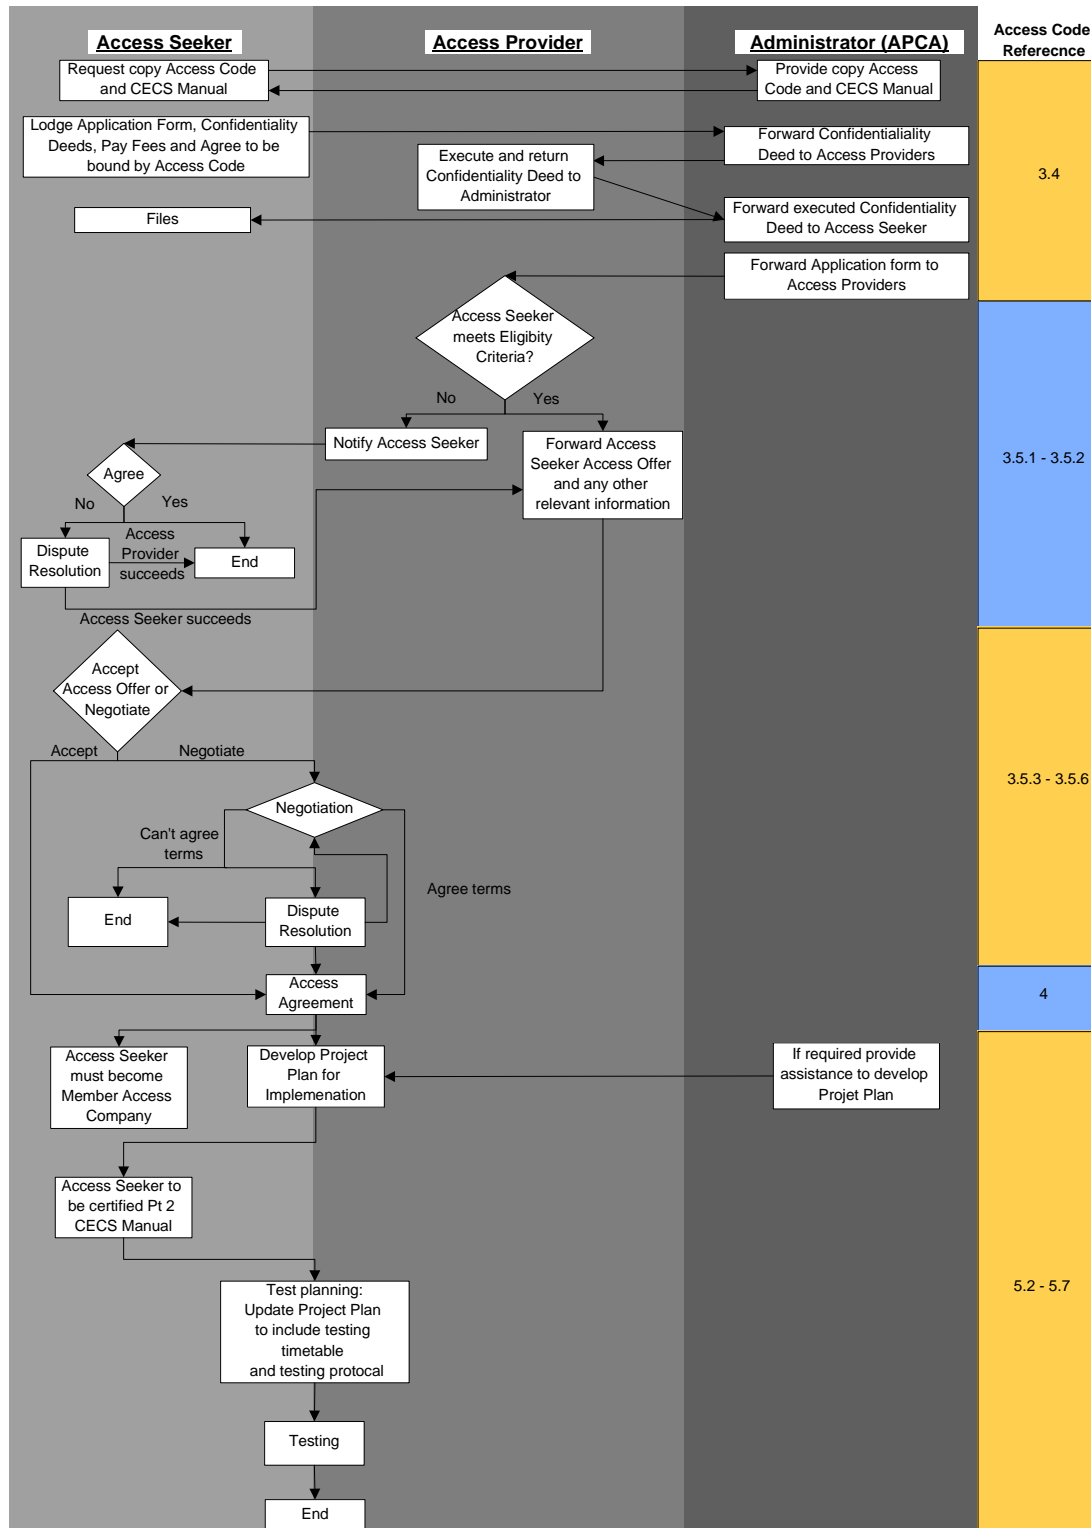 Access Seeker
Access Provider
Administrator (APCA)
Access Code
Referecnce
Request copy Access Code
and CECS Manual
Provide copy Access
Code and CECS Manual
Lodge Application Form, Confidentiality
Deeds, Pay Fees and Agree to be
bound by Access Code
Forward Confidentialiality
Deed to Access Providers
Execute and return
Confidentiality Deed to
Administrator
3.4
Files
Forward executed Confidentiality
Deed to Access Seeker
Forward Application form to
Access Providers
Access Seeker
meets Eligibity
Criteria?
No
Yes
Notify Access Seeker
Forward Access
Seeker Access Offer
and any other
relevant information
3.5.1 - 3.5.2
Agree
No
Yes
Dispute
Resolution
Access
Provider
succeeds
End
Access Seeker succeeds
Accept
Access Offer or
Negotiate
Accept
Negotiate
3.5.3 - 3.5.6
Negotiation
Can't agree
terms
Agree terms
End
Dispute
Resolution
Access
Agreement
4
Access Seeker
must become
Member Access
Company
Develop Project
Plan for
Implemenation
If required provide
assistance to develop
Projet Plan
Access Seeker to
be certified Pt 2
CECS Manual
5.2 - 5.7
Test planning:
Update Project Plan
to include testing
timetable
and testing protocal
Testing
End